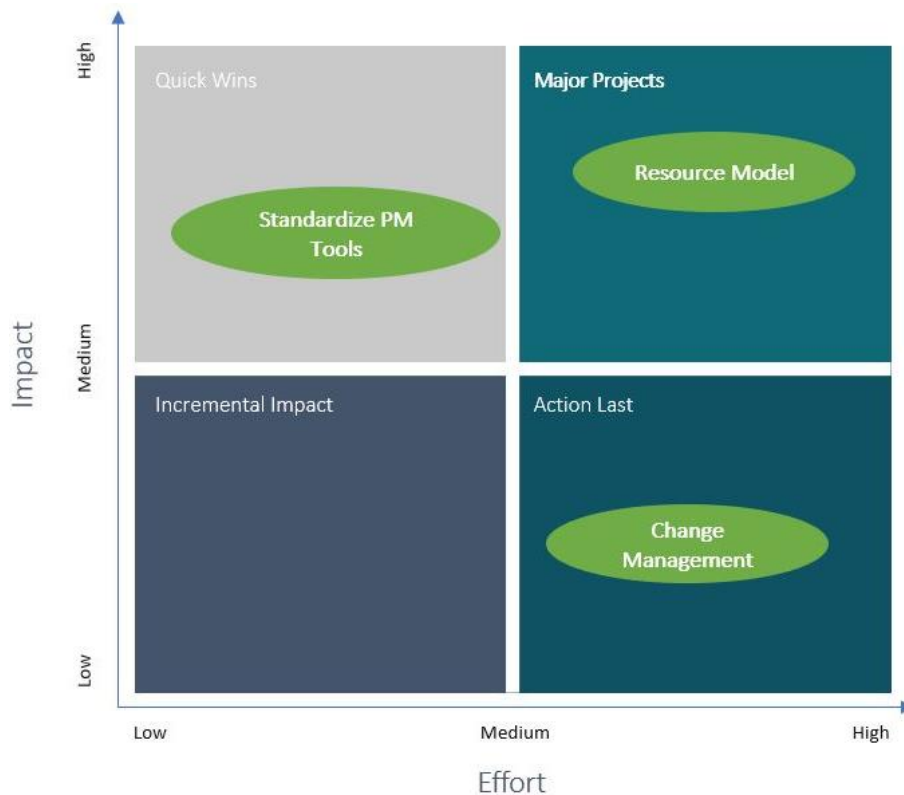 High
Quick Wins
Major Projects
Resource Model
Standardize PM
Tools
Impact
Medium
Incremental Impact
Action Last
Change
Management
Low
Low
Medium
High
Effort